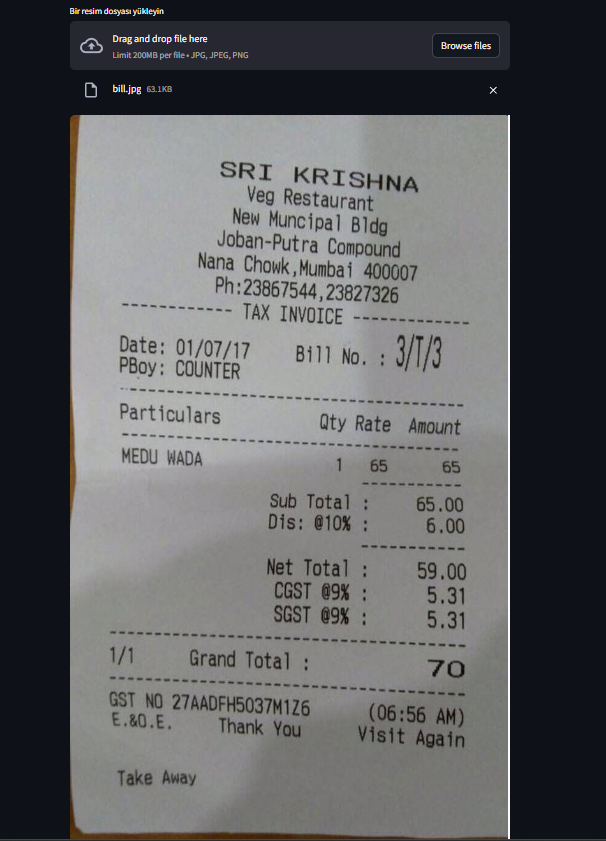 Bir resim dosyası yükleyin
Drag and drop file here
Limit 200MB per file • JPG, JPEG, PNG
Browse files
bill.jpg 63.1KB
SRI KRISHNA
Veg Restaurant
New Muncipal Bldg
Joban-Putra Compound
Nana Chowk,Mumbai 400007
Ph:23867544,23827326
TAX INVOICE
Date: 01/07/17 Bill No. : 3/T/3
PBoy: COUNTER
Particulars Qty Rate Amount
MEDU WADA 1 65 65
Sub Total : 65.00
Dis: @10% : 6.00
Net Total : 59.00
CGST @9% : 5.31
SGST @9% : 5.31
1/1 Grand Total : 70
GST NO 27AADFH5037M1Z6 (06:56 AM)
E.&O.E. Thank You Visit Again
Take Away